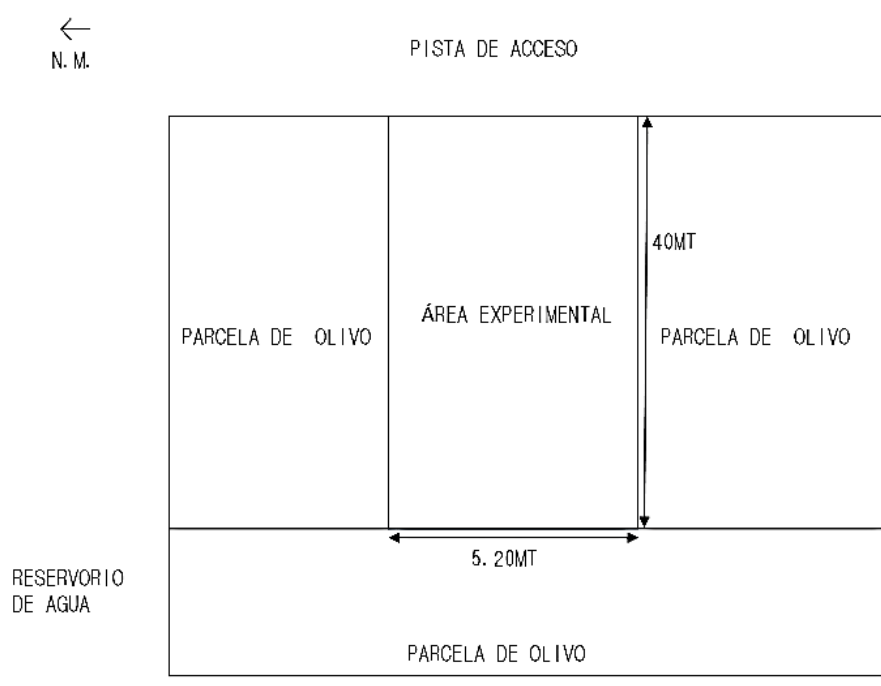 N. M.
PISTA DE ACCESO
40MT
ÁREA EXPERIMENTAL
PARCELA DE OLIVO
PARCELA DE OLIVO
5. 20MT
RESERVORIO
DE AGUA
PARCELA DE OLIVO